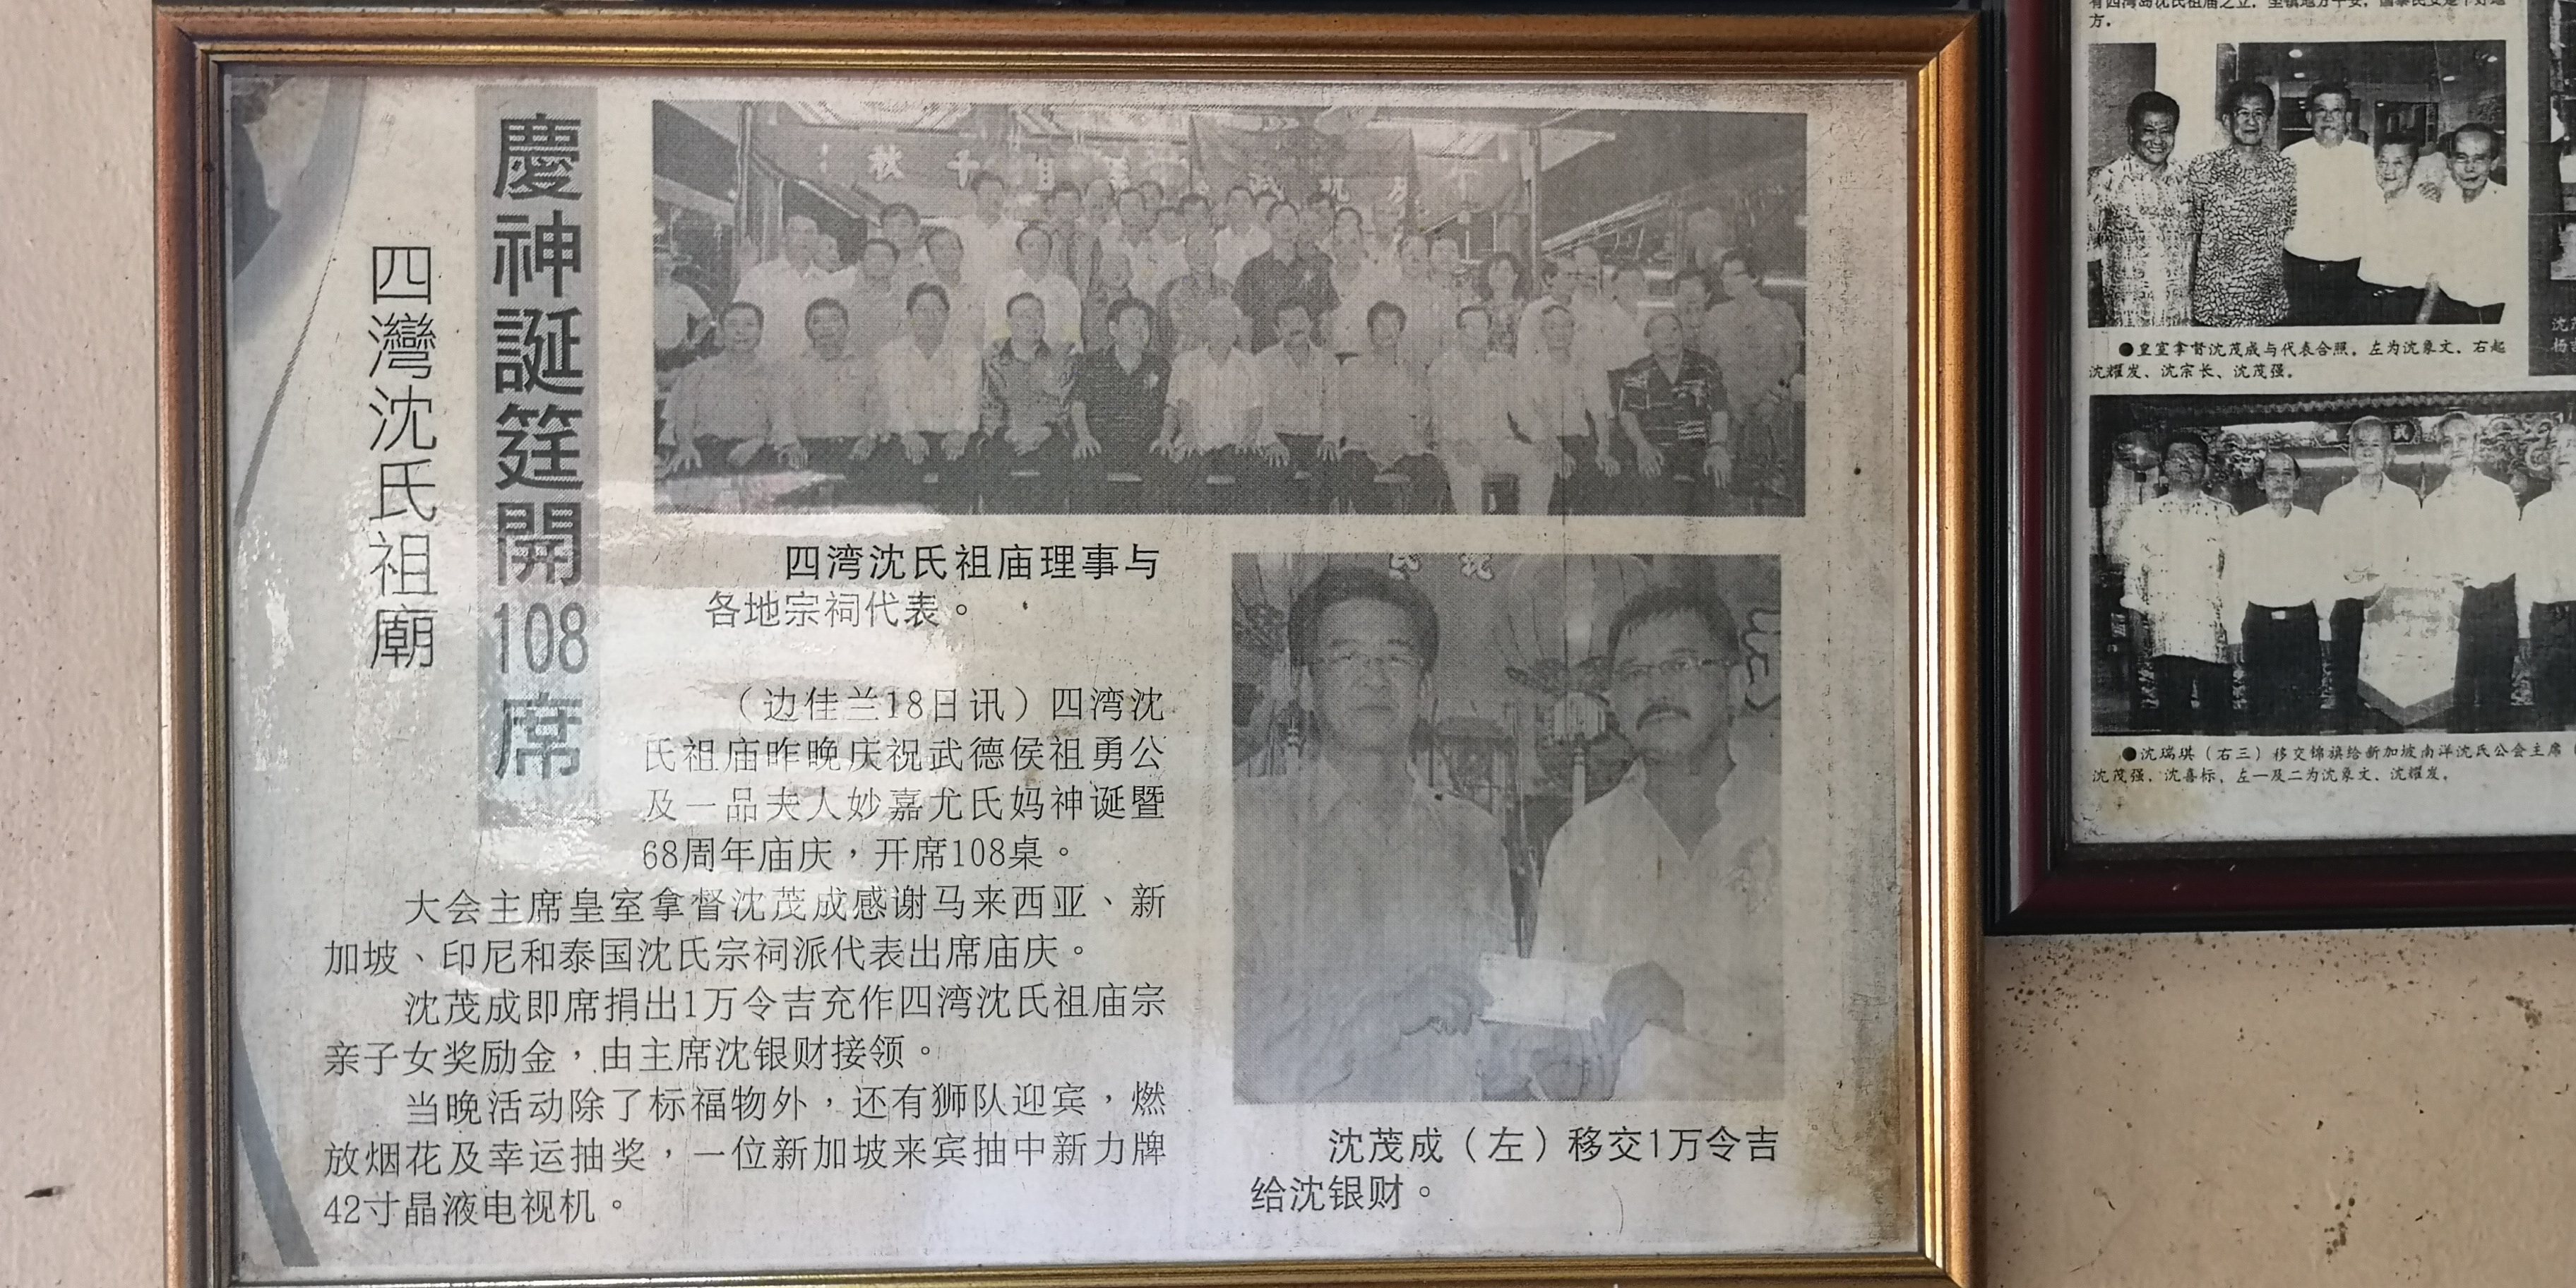 四灣沈氏祖廟
慶神誕筵開108席
四湾沈氏祖庙理事与
各地宗祠代表。
（边佳兰18日讯）四湾沈
氏祖庙昨晚庆祝武德侯祖勇公
及一品夫人妙嘉尤氏妈神诞暨
68周年庙庆，开席108桌。
大会主席皇室拿督沈茂成感谢马来西亚、新
加坡、印尼和泰国沈氏宗祠派代表出席庙庆。
沈茂成即席捐出1万令吉充作四湾沈氏祖庙宗
亲子女奖励金，由主席沈银财接领。
当晚活动除了标福物外，还有狮队迎宾，燃
放烟花及幸运抽奖，一位新加坡来宾抽中新力牌
42寸晶液电视机。
沈茂成（左）移交1万令吉
给沈银财。
方。
●皇室拿督沈茂成与代表合照。左为沈象文。右起
沈耀发、沈宗长、沈茂强。
●沈瑞琪（右三）移交锦旗给新加坡南洋沈氏公会主席
沈茂强、沈喜标，左一及二为沈象文、沈耀发。